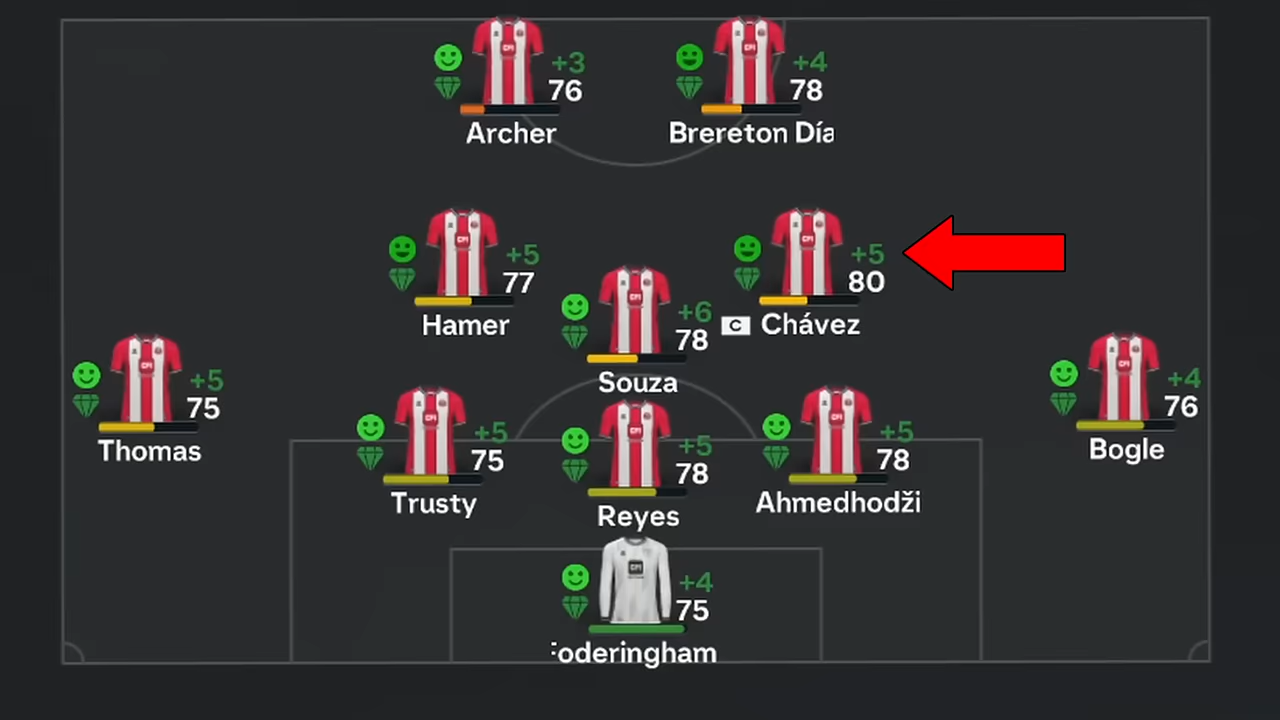 +3
76
Archer
+4
78
Brereton Día
+5
77
Hamer
+5
80
C Chávez
+6
78
Souza
+5
75
Thomas
+4
76
Bogle
+5
75
Trusty
+5
78
Reyes
+5
78
Ahmedhodži
+4
75
oderingham